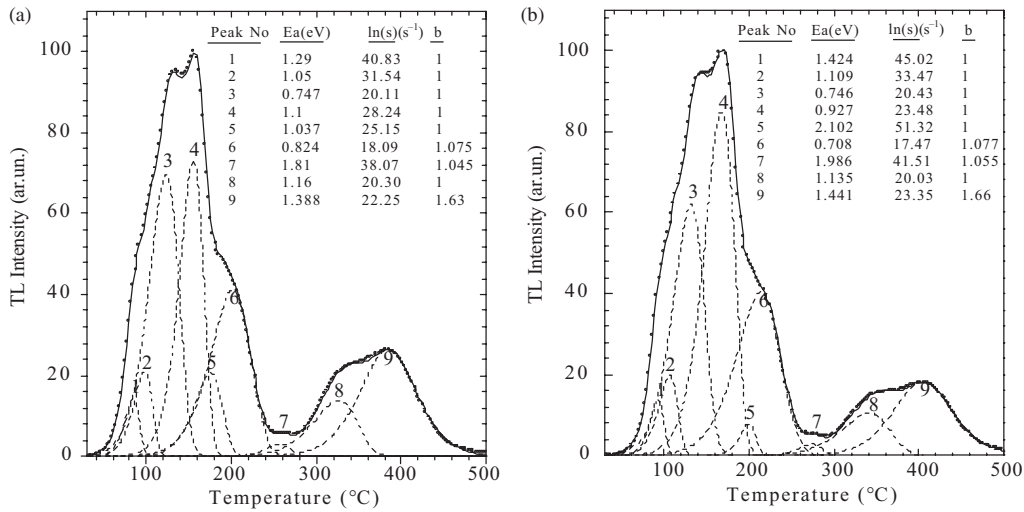 (a)
Peak No Ea(eV) ln(s)(s⁻¹) b
1 1.29 40.83 1
2 1.05 31.54 1
3 0.747 20.11 1
4 1.1 28.24 1
5 1.037 25.15 1
6 0.824 18.09 1.075
7 1.81 38.07 1.045
8 1.16 20.30 1
9 1.388 22.25 1.63
100
80
60
40
20
0
TL Intensity (ar.un.)
3
4
2
5
6
7
8
9
100 200 300 400 500
Temperature (°C)
(b)
Peak No Ea(eV) ln(s)(s⁻¹) b
1 1.424 45.02 1
2 1.109 33.47 1
3 0.746 20.43 1
4 0.927 23.48 1
5 2.102 51.32 1
6 0.708 17.47 1.077
7 1.986 41.51 1.055
8 1.135 20.03 1
9 1.441 23.35 1.66
100
80
60
40
20
0
TL Intensity (ar.un.)
4
3
2
5
6
7
8
9
100 200 300 400 500
Temperature (°C)